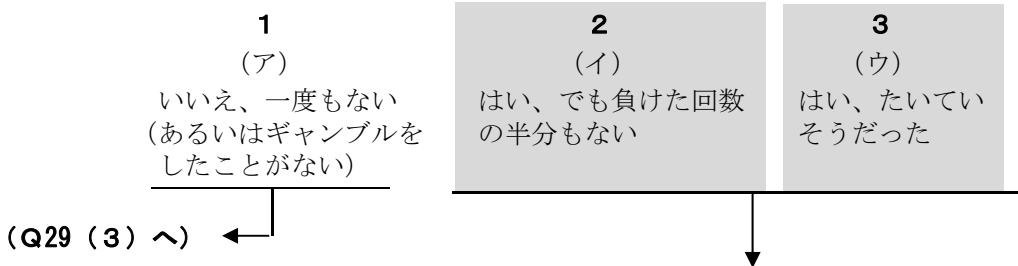 1 2 3
(ア) (イ) (ウ)
いいえ、一度もない はい、でも負けた回数 はい、たいてい
(あるいはギャンブルを の半分もない そうだった
したことがない)
(Q29(3)へ)